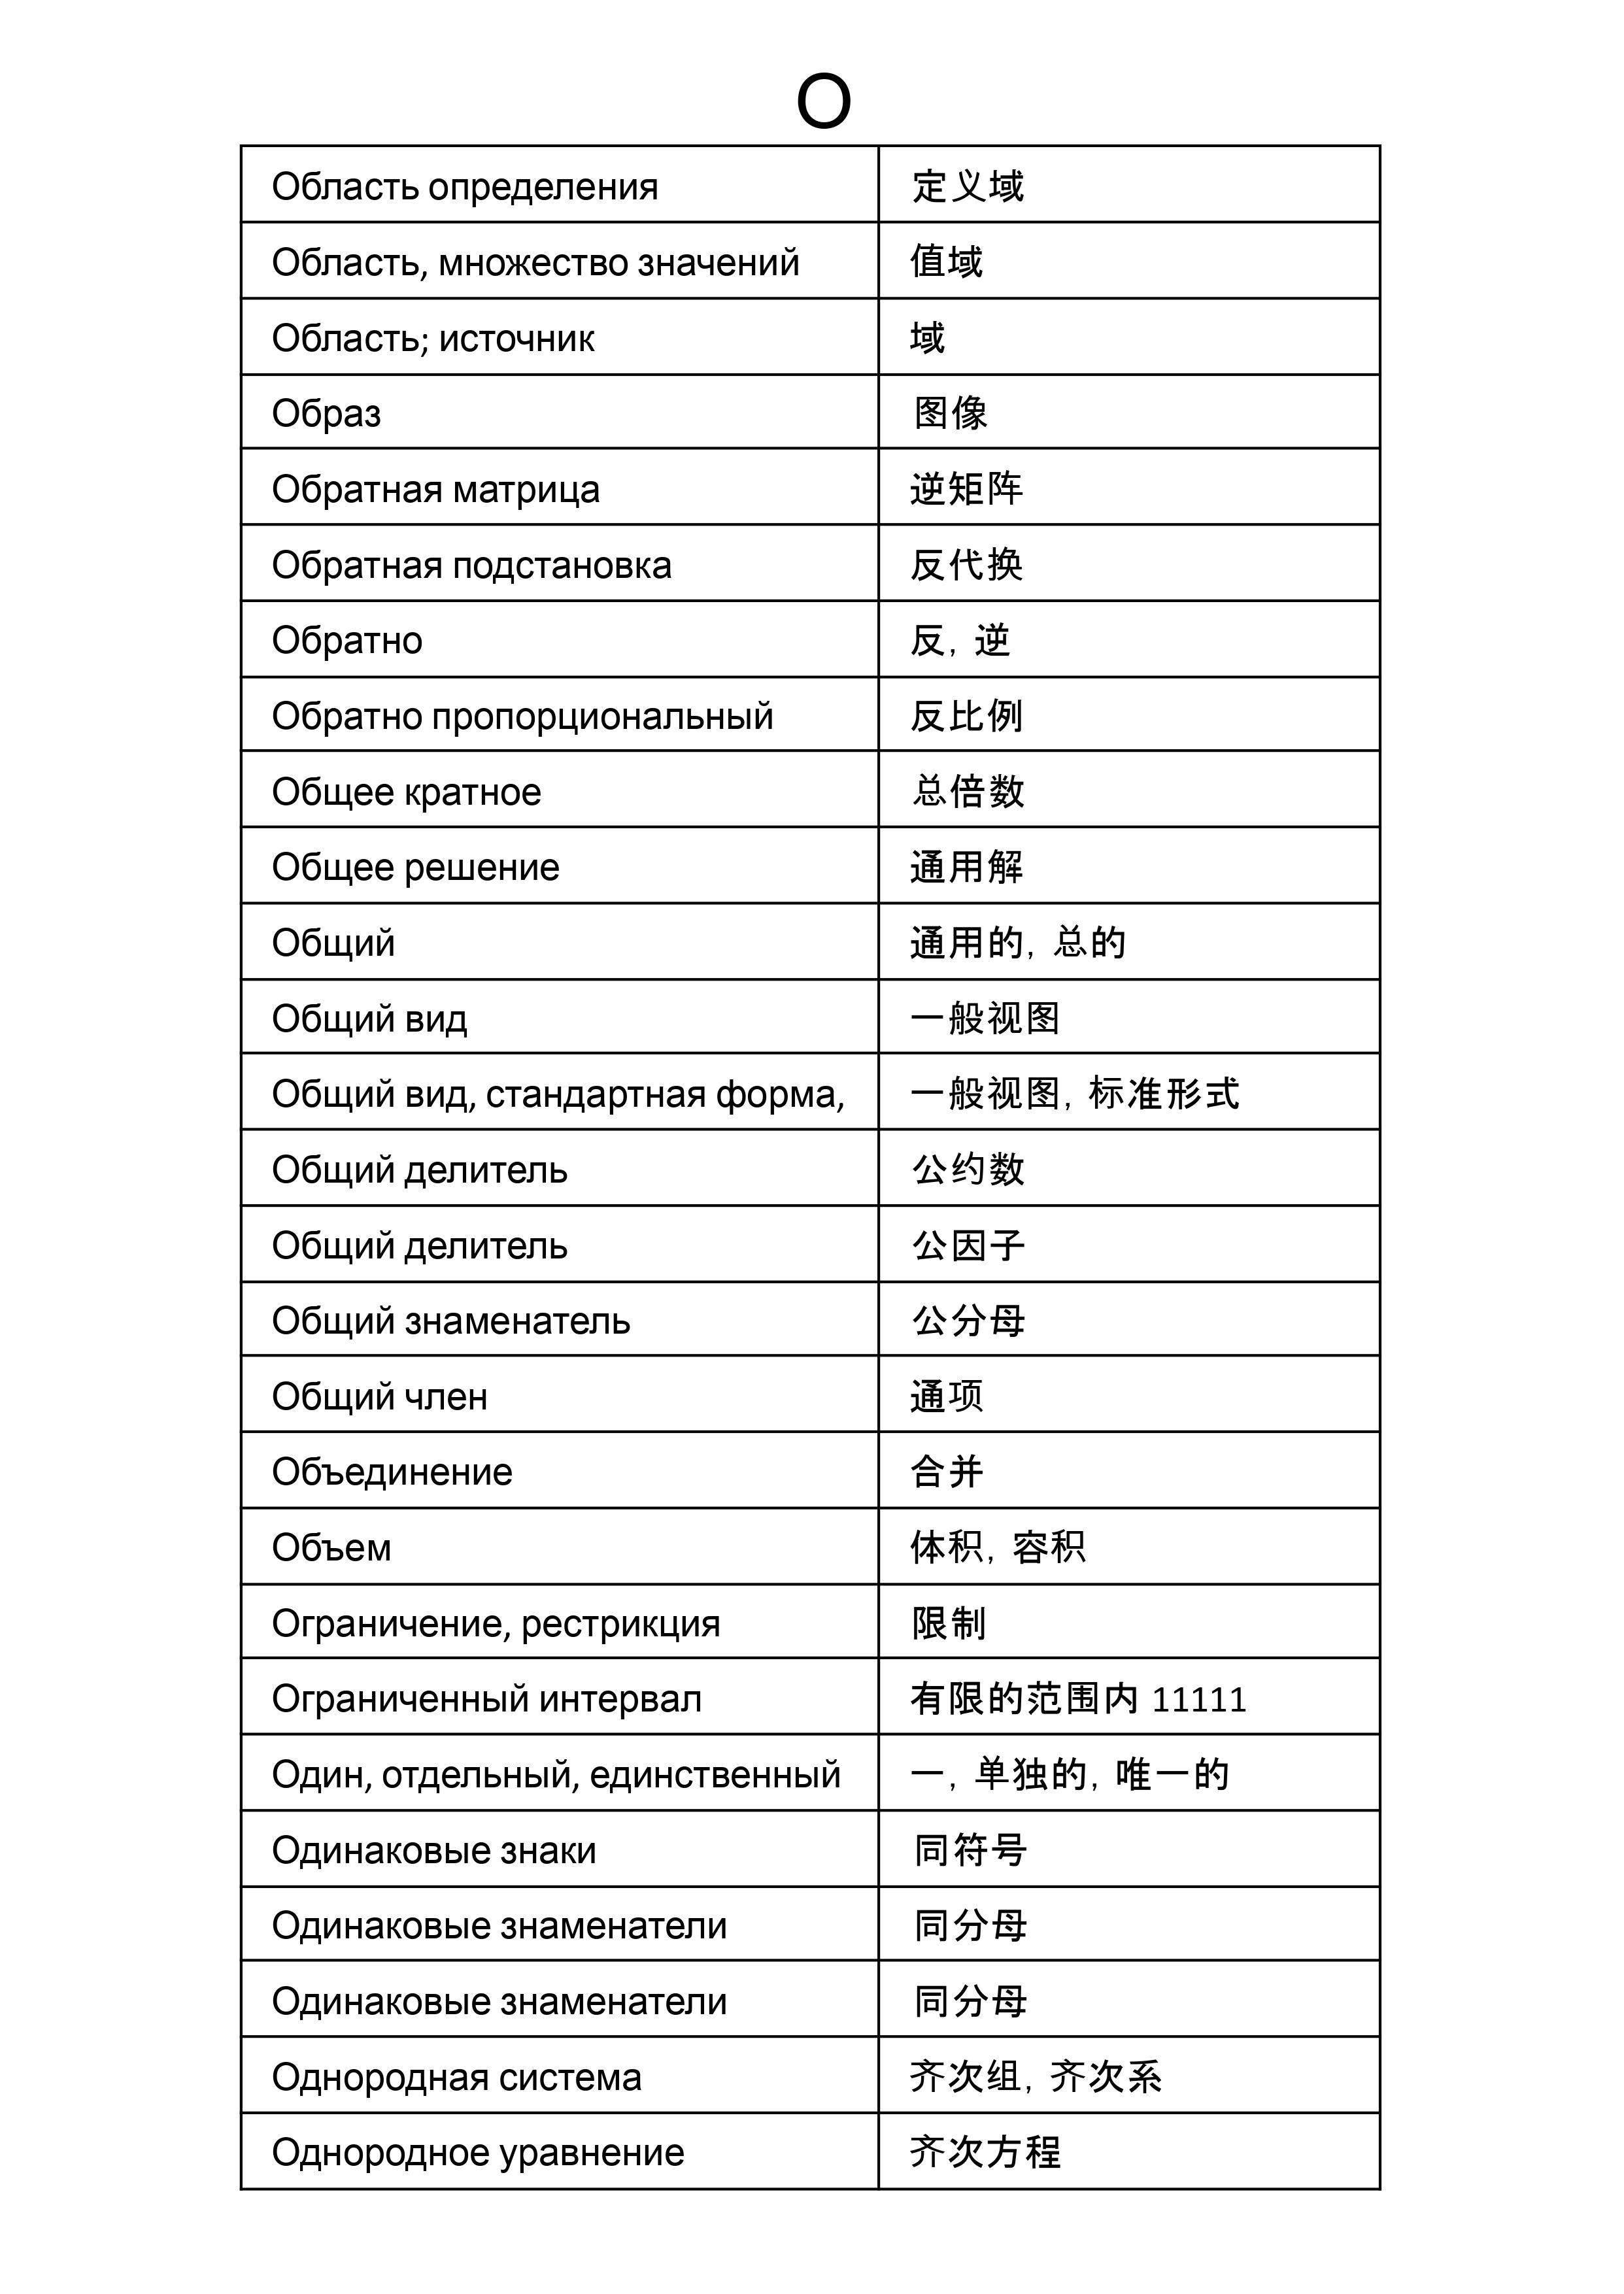 О
Область определения 定义域
Область, множество значений 值域
Область; источник 域
Образ 图像
Обратная матрица 逆矩阵
Обратная подстановка 反代换
Обратно 反, 逆
Обратно пропорциональный 反比例
Общее кратное 总倍数
Общее решение 通用解
Общий 通用的, 总的
Общий вид 一般视图
Общий вид, стандартная форма, 一般视图, 标准形式
Общий делитель 公约数
Общий делитель 公因子
Общий знаменатель 公分母
Общий член 通项
Объединение 合并
Объем 体积, 容积
Ограничение, рестрикция 限制
Ограниченный интервал 有限的范围内 11111
Один, отдельный, единственный 一, 单独的, 唯一的
Одинаковые знаки 同符号
Одинаковые знаменатели 同分母
Одинаковые знаменатели 同分母
Однородная система 齐次组, 齐次系
Однородное уравнение 齐次方程